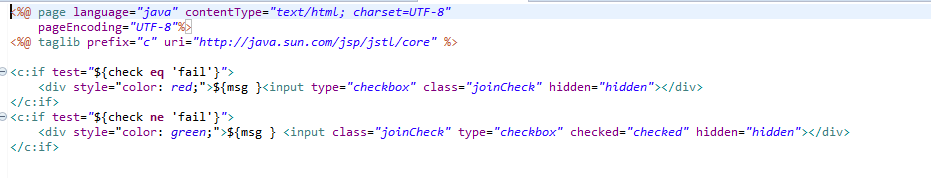 <%@ page language="java" contentType="text/html; charset=UTF-8"
    pageEncoding="UTF-8"%>
<%@ taglib prefix="c" uri="http://java.sun.com/jsp/jstl/core" %>
<c:if test="${check eq 'fail'}">
    <div style="color: red;">${msg }<input type="checkbox" class="joinCheck" hidden="hidden"></div>
</c:if>
<c:if test="${check ne 'fail'}">
    <div style="color: green;">${msg } <input class="joinCheck" type="checkbox" checked="checked" hidden="hidden"></div>
</c:if>